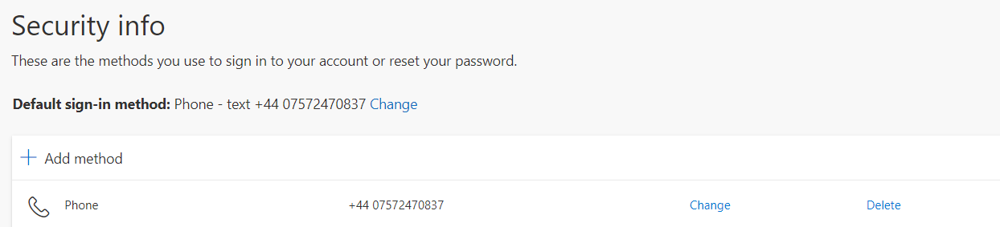 Security info
These are the methods you use to sign in to your account or reset your password.
Default sign-in method: Phone - text +44 07572470837 Change
Add method
Phone +44 07572470837 Change Delete